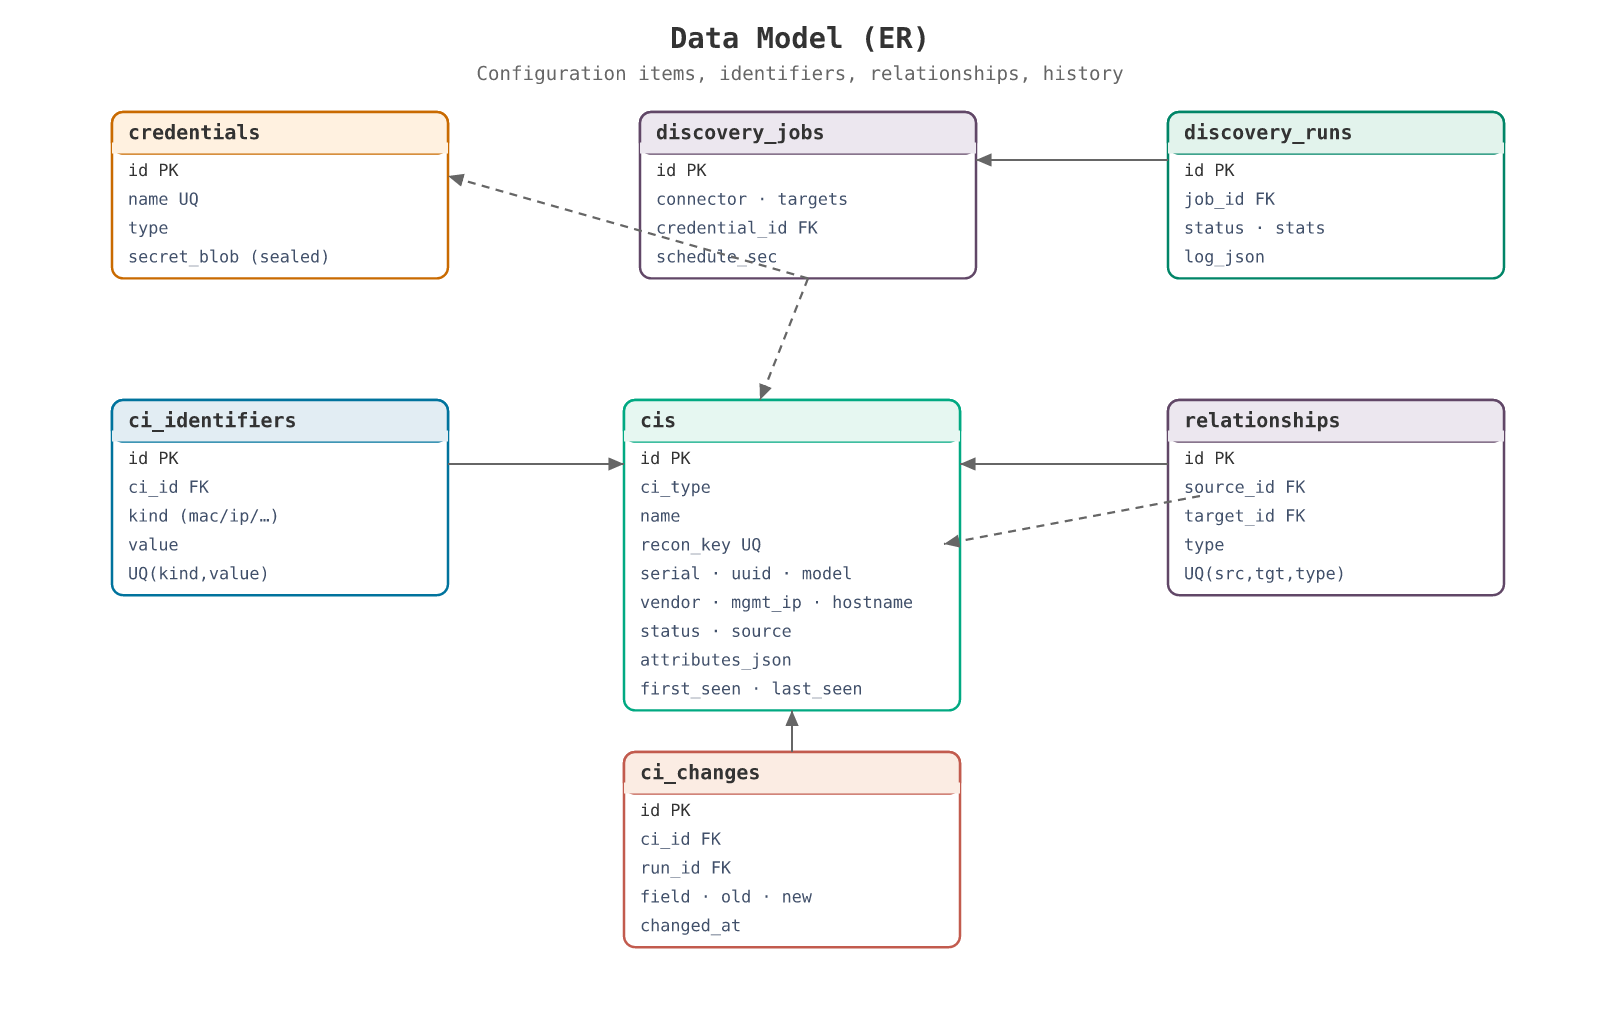 Data Model (ER)
Configuration items, identifiers, relationships, history
credentials
id PK
name UQ
type
secret_blob (sealed)
discovery_jobs
id PK
connector · targets
credential_id FK
schedule_sec
discovery_runs
id PK
job_id FK
status · stats
log_json
ci_identifiers
id PK
ci_id FK
kind (mac/ip/…)
value
UQ(kind,value)
cis
id PK
ci_type
name
recon_key UQ
serial · uuid · model
vendor · mgmt_ip · hostname
status · source
attributes_json
first_seen · last_seen
relationships
id PK
source_id FK
target_id FK
type
UQ(src,tgt,type)
ci_changes
id PK
ci_id FK
run_id FK
field · old · new
changed_at